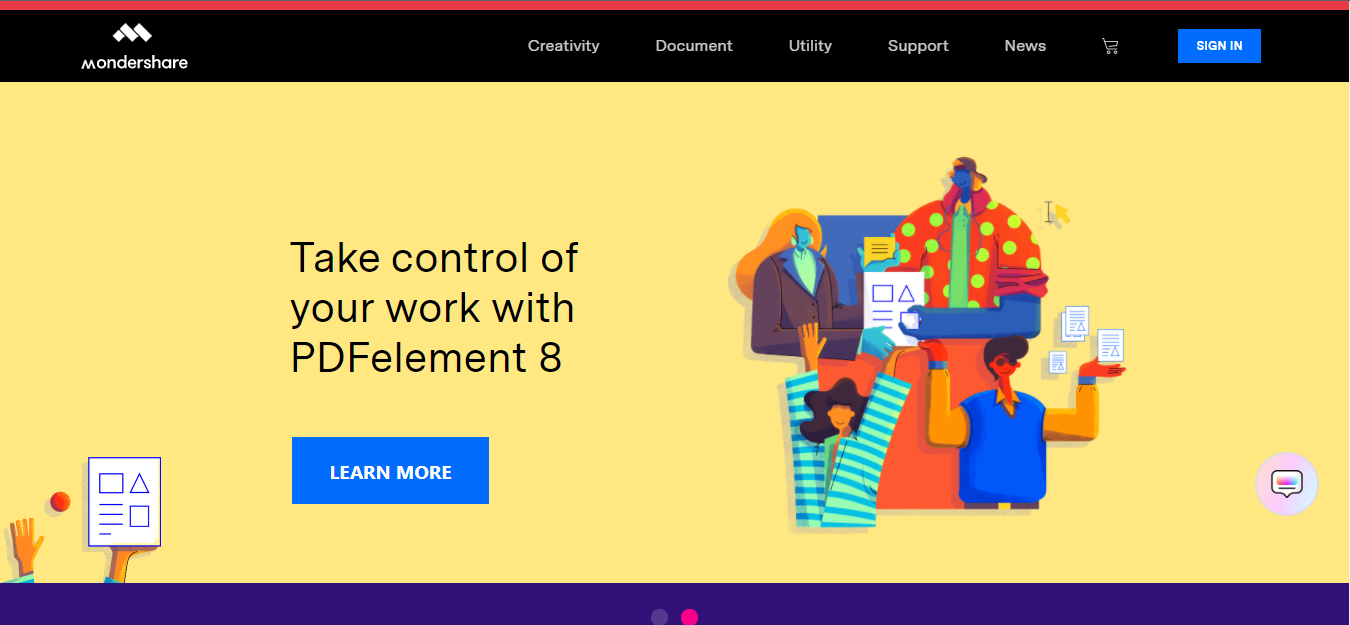 Creativity Document Utility Support News SIGN IN
wondershare
Take control of
your work with
PDFelement 8
LEARN MORE